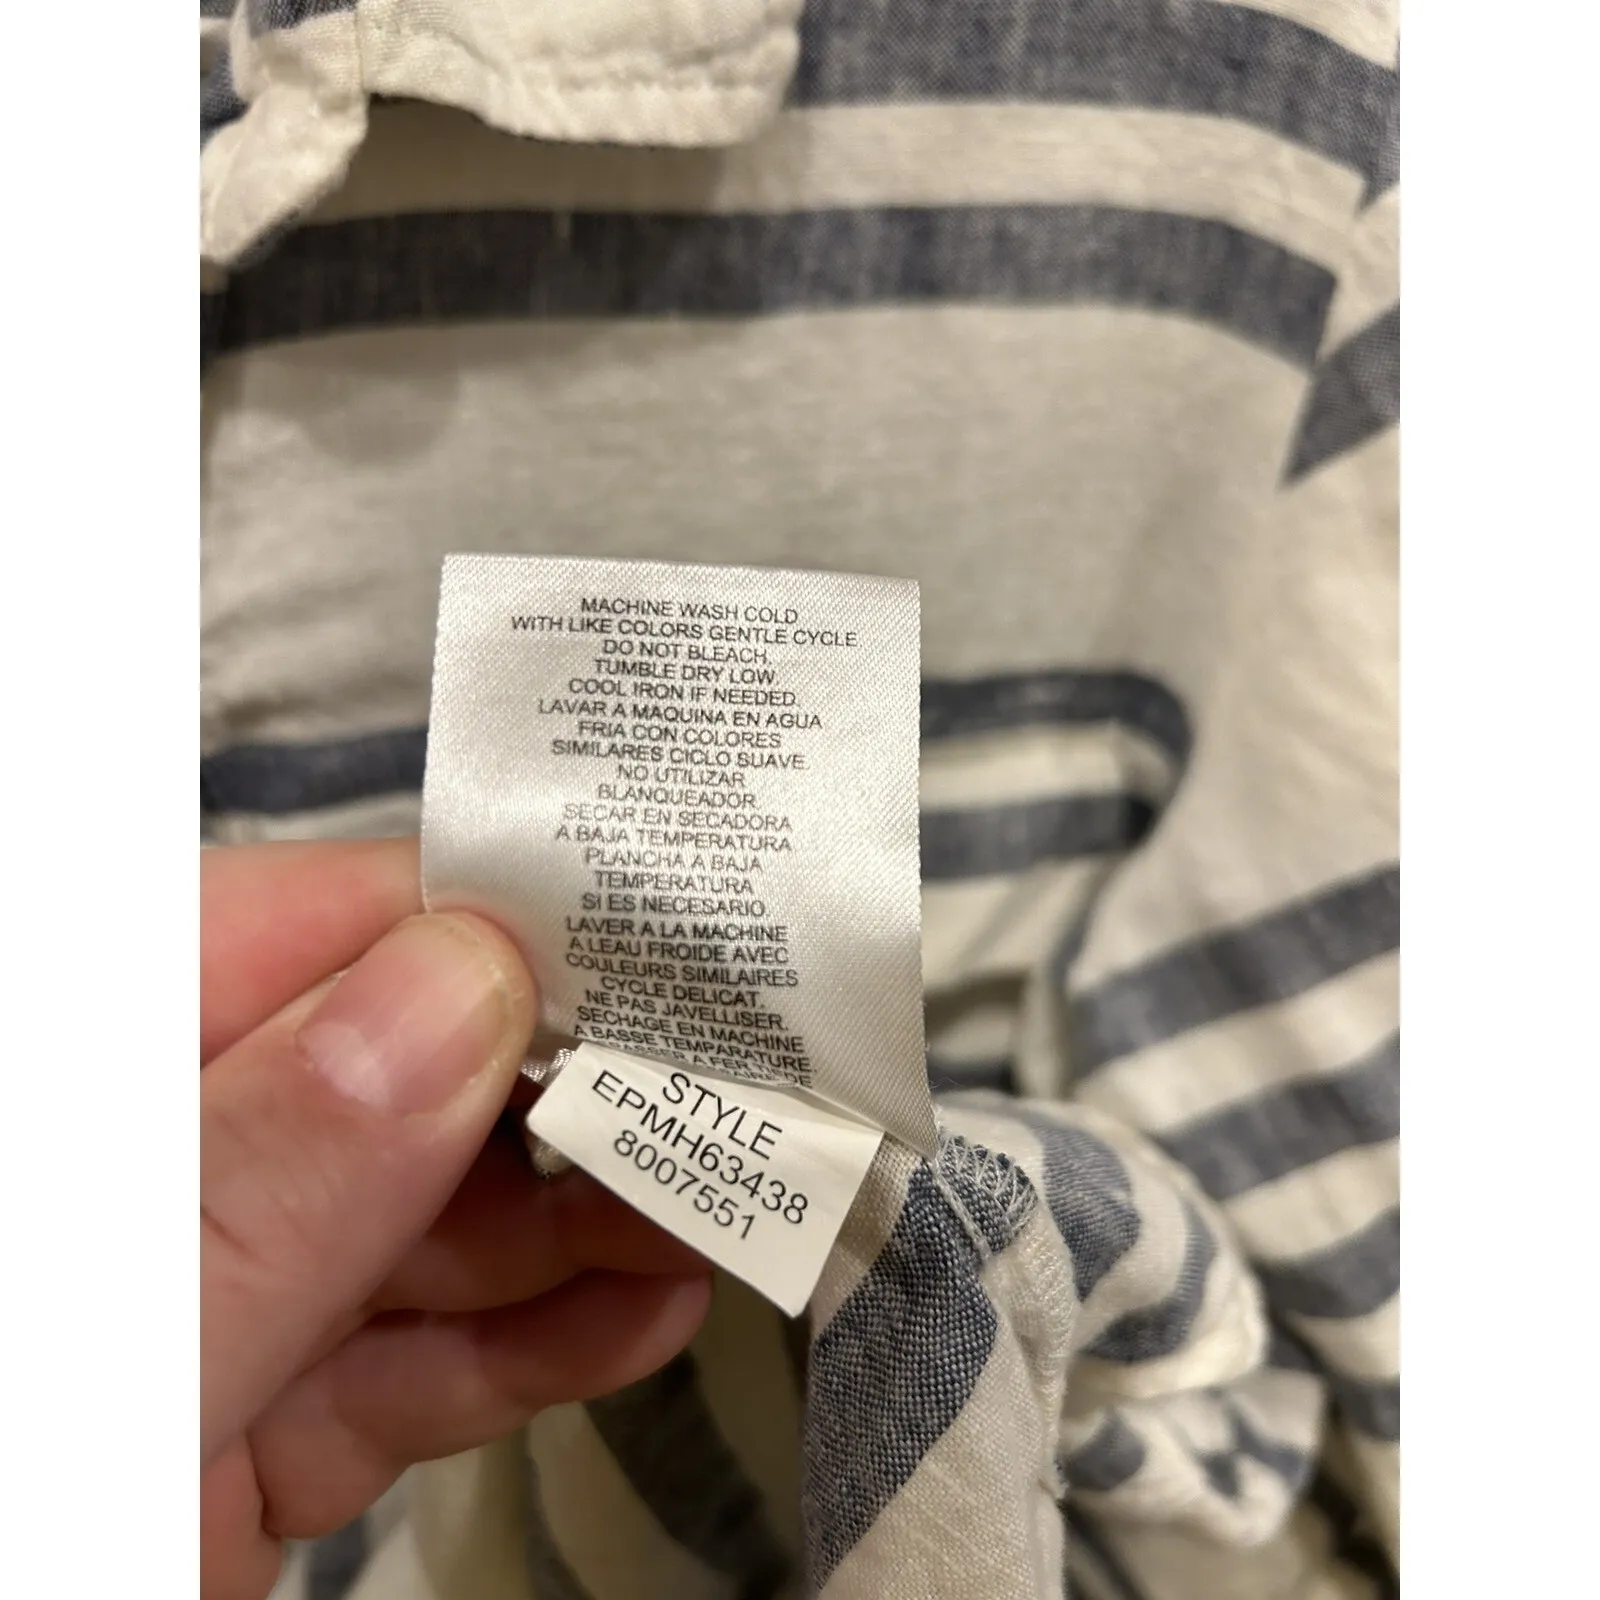 MACHINE WASH COLD
WITH LIKE COLORS GENTLE CYCLE.
DO NOT BLEACH.
TUMBLE DRY LOW.
COOL IRON IF NEEDED.
LAVAR A MAQUINA EN AGUA
FRIA CON COLORES
SIMILARES CICLO SUAVE.
NO UTILIZAR
BLANQUEADOR.
SECAR EN SECADORA
A BAJA TEMPERATURA
PLANCHA A BAJA
TEMPERATURA
SI ES NECESARIO.
LAVER A LA MACHINE
A LEAU FROIDE AVEC
COULEURS SIMILAIRES
CYCLE DELICAT.
NE PAS JAVELLISER.
SECHAGE EN MACHINE
A BASSE TEMPARATURE.
A FER TIEDE
DE
STYLE
EPMH63438
8007551